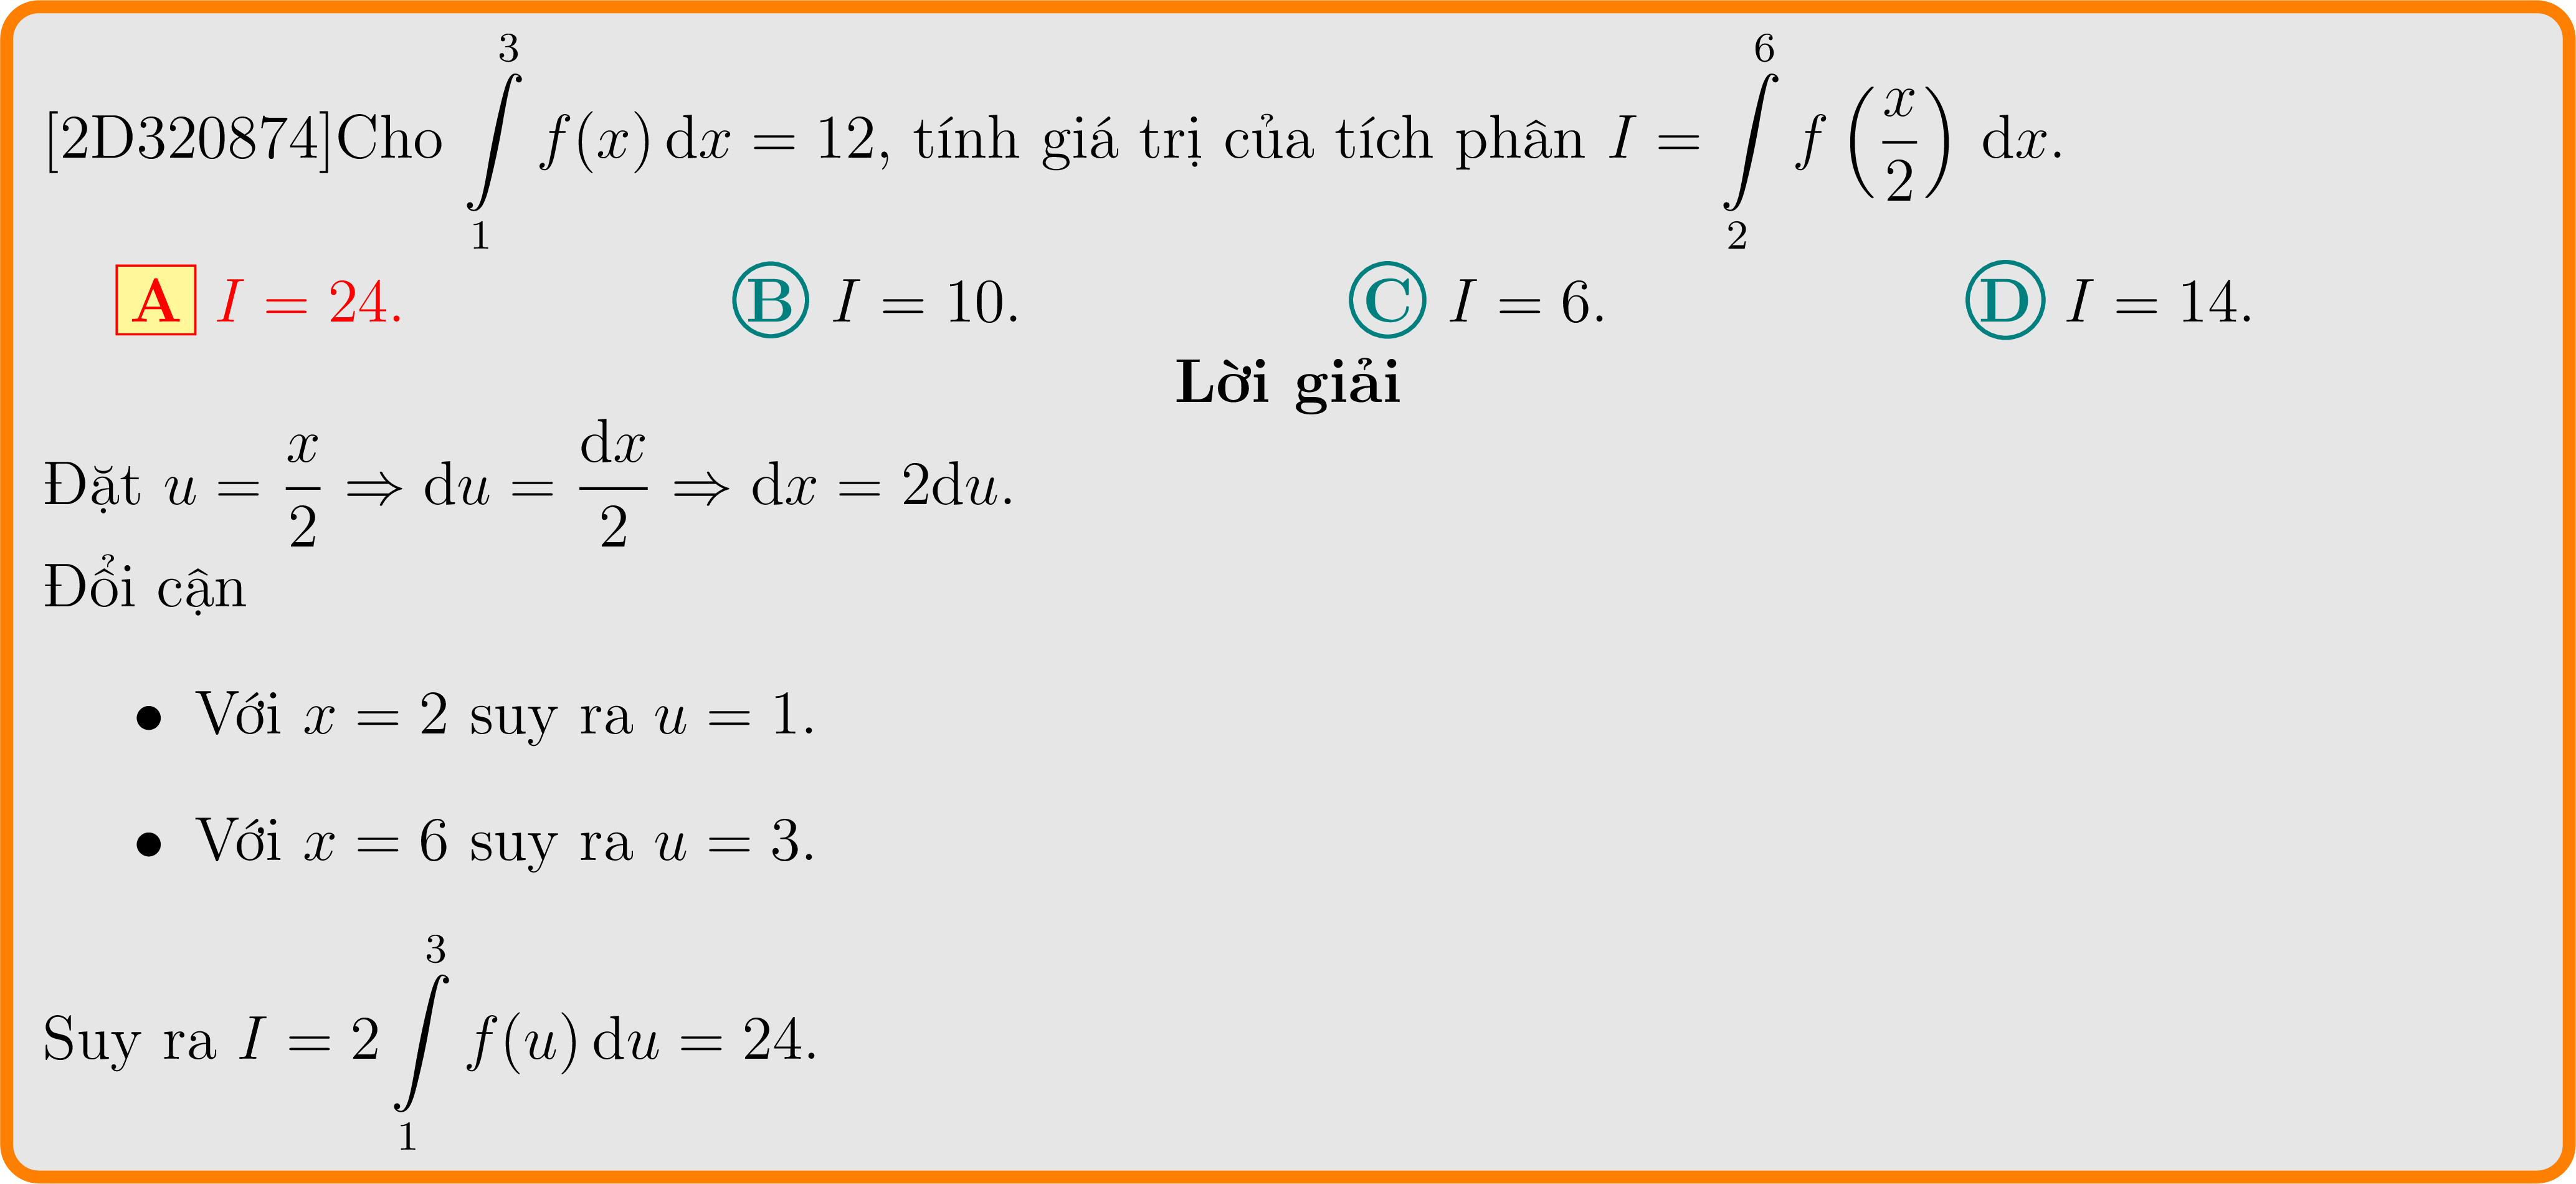 [2D320874]Cho $\int\limits_{1}^{3} f(x)\,\mathrm{d}x = 12$, tính giá trị của tích phân $I = \int\limits_{2}^{6} f\left(\dfrac{x}{2}\right)\,\mathrm{d}x$.
A $I = 24$. B $I = 10$. C $I = 6$. D $I = 14$.
Lời giải
Đặt $u = \dfrac{x}{2} \Rightarrow \mathrm{d}u = \dfrac{\mathrm{d}x}{2} \Rightarrow \mathrm{d}x = 2\mathrm{d}u$.
Đổi cận
• Với $x = 2$ suy ra $u = 1$.
• Với $x = 6$ suy ra $u = 3$.
Suy ra $I = 2\int\limits_{1}^{3} f(u)\,\mathrm{d}u = 24$.